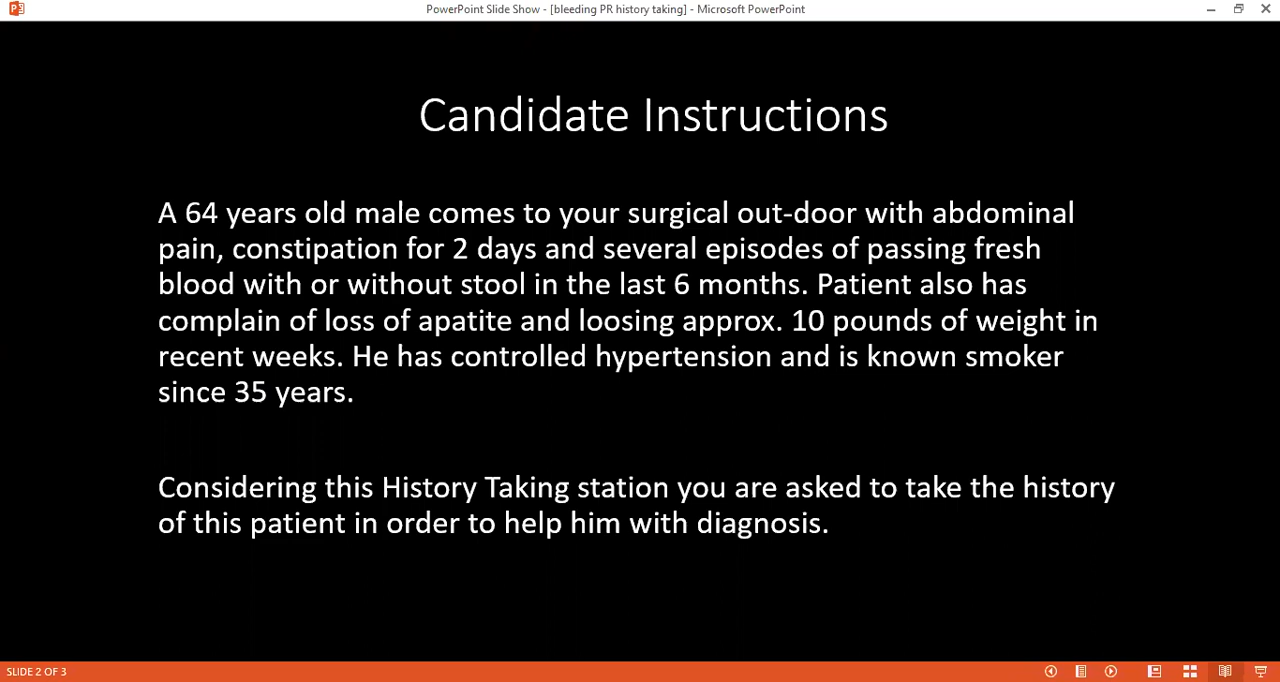 PowerPoint Slide Show - [bleeding PR history taking] - Microsoft PowerPoint
Candidate Instructions
A 64 years old male comes to your surgical out-door with abdominal
pain, constipation for 2 days and several episodes of passing fresh
blood with or without stool in the last 6 months. Patient also has
complain of loss of apatite and loosing approx. 10 pounds of weight in
recent weeks. He has controlled hypertension and is known smoker
since 35 years.
Considering this History Taking station you are asked to take the history
of this patient in order to help him with diagnosis.
SLIDE 2 OF 3